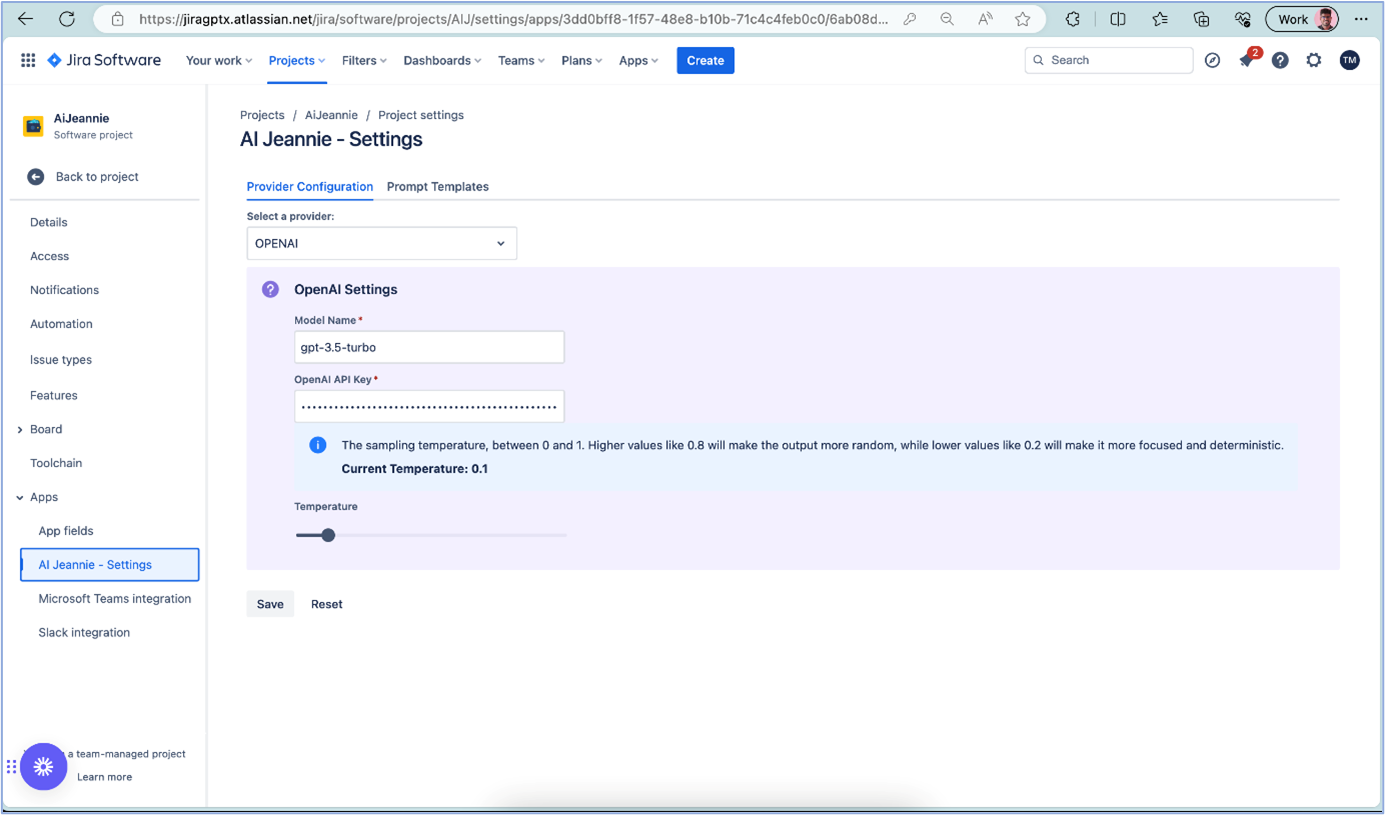 https://jiragptx.atlassian.net/jira/software/projects/AIJ/settings/apps/3dd0bff8-1f57-48e8-b10b-71c4c4feb0c0/6ab08d...
Work
Jira Software
Your work
Projects
Filters
Dashboards
Teams
Plans
Apps
Create
Search
2
TM
AiJeannie
Software project
Back to project
Details
Access
Notifications
Automation
Issue types
Features
Board
Toolchain
Apps
App fields
AI Jeannie - Settings
Microsoft Teams integration
Slack integration
a team-managed project
Learn more
Projects / AiJeannie / Project settings
AI Jeannie - Settings
Provider Configuration
Prompt Templates
Select a provider:
OPENAI
OpenAI Settings
Model Name *
gpt-3.5-turbo
OpenAI API Key *
The sampling temperature, between 0 and 1. Higher values like 0.8 will make the output more random, while lower values like 0.2 will make it more focused and deterministic.
Current Temperature: 0.1
Temperature
Save
Reset